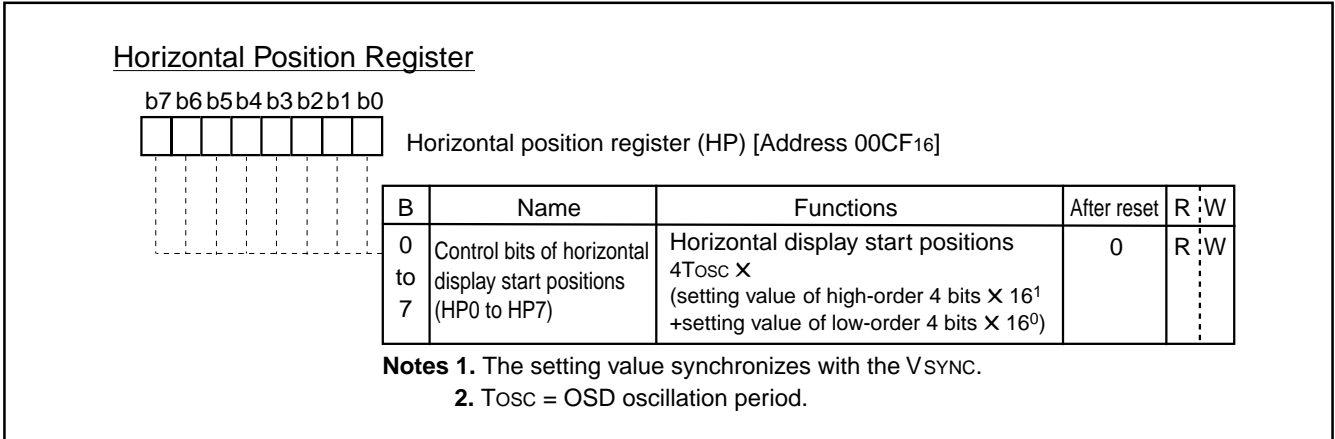 Horizontal Position Register
b7 b6 b5 b4 b3 b2 b1 b0
Horizontal position register (HP) [Address 00CF16]
B Name Functions After reset R W
0 to 7
Control bits of horizontal
display start positions
(HP0 to HP7)
Horizontal display start positions
4TOSC ✕
(setting value of high-order 4 bits ✕ 16¹
+setting value of low-order 4 bits ✕ 16⁰)
0 R W
Notes 1. The setting value synchronizes with the VSYNC.
2. TOSC = OSD oscillation period.